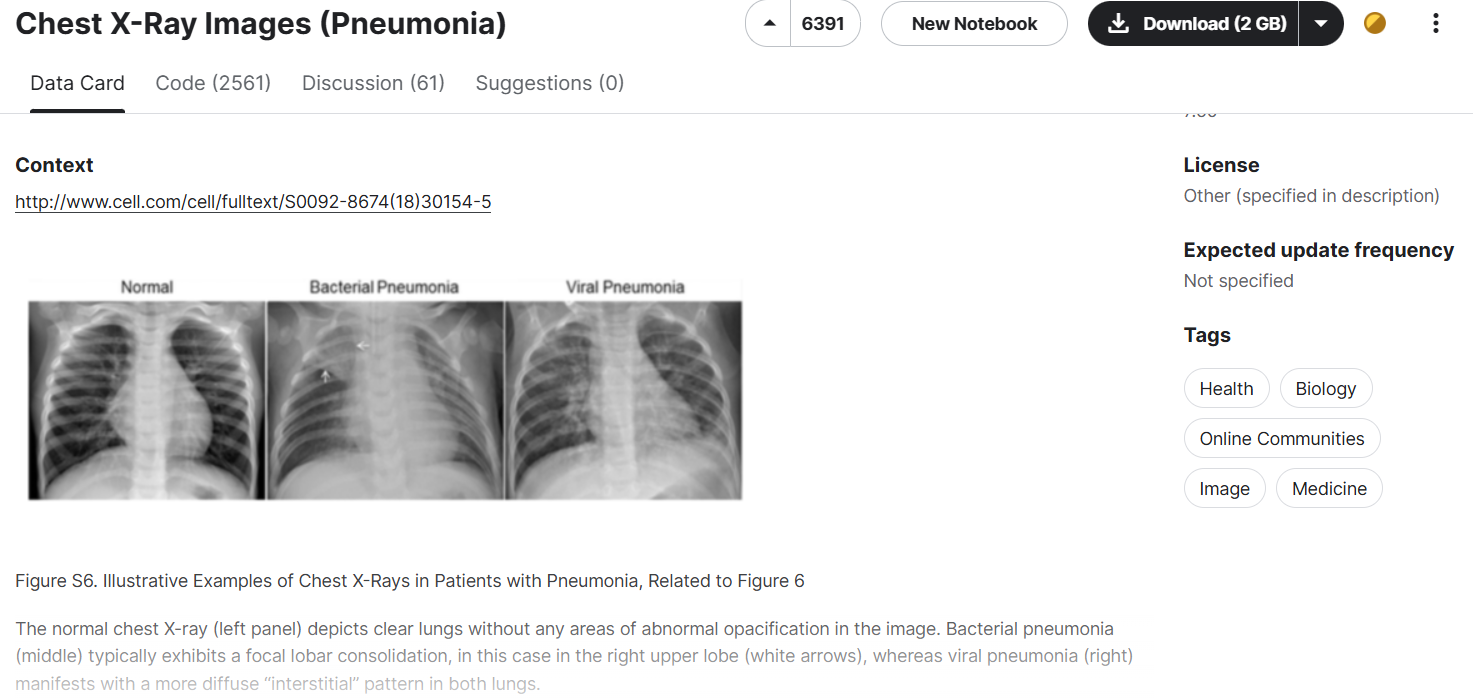 Chest X-Ray Images (Pneumonia)
6391
New Notebook
Download (2 GB)
Data Card
Code (2561)
Discussion (61)
Suggestions (0)
Context
http://www.cell.com/cell/fulltext/S0092-8674(18)30154-5
Normal
Bacterial Pneumonia
Viral Pneumonia
Figure S6. Illustrative Examples of Chest X-Rays in Patients with Pneumonia, Related to Figure 6
The normal chest X-ray (left panel) depicts clear lungs without any areas of abnormal opacification in the image. Bacterial pneumonia
(middle) typically exhibits a focal lobar consolidation, in this case in the right upper lobe (white arrows), whereas viral pneumonia (right)
manifests with a more diffuse “interstitial” pattern in both lungs.
License
Other (specified in description)
Expected update frequency
Not specified
Tags
Health
Biology
Online Communities
Image
Medicine